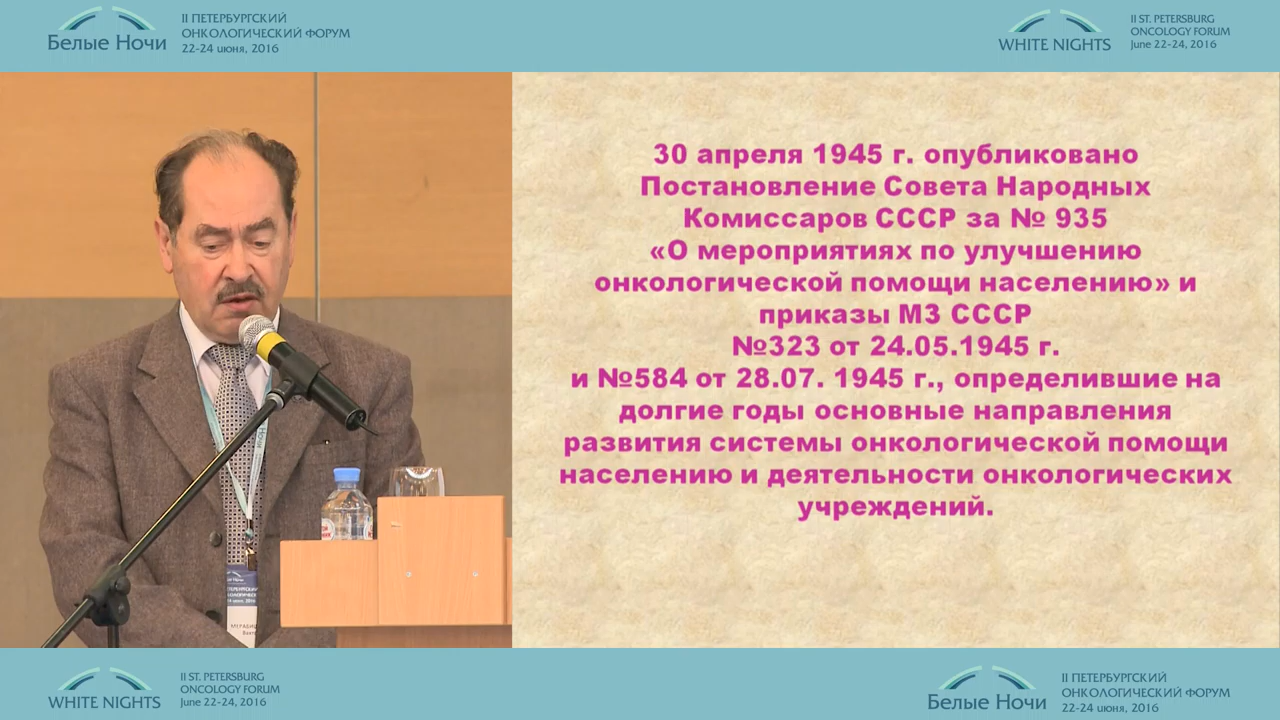 Белые Ночи
II ПЕТЕРБУРГСКИЙ
ОНКОЛОГИЧЕСКИЙ ФОРУМ
22-24 июня, 2016
WHITE NIGHTS
II ST. PETERSBURG
ONCOLOGY FORUM
June 22-24, 2016
30 апреля 1945 г. опубликовано
Постановление Совета Народных
Комиссаров СССР за № 935
«О мероприятиях по улучшению
онкологической помощи населению» и
приказы МЗ СССР
№323 от 24.05.1945 г.
и №584 от 28.07. 1945 г., определившие на
долгие годы основные направления
развития системы онкологической помощи
населению и деятельности онкологических
учреждений.
WHITE NIGHTS
II ST. PETERSBURG
ONCOLOGY FORUM
June 22-24, 2016
Белые Ночи
II ПЕТЕРБУРГСКИЙ
ОНКОЛОГИЧЕСКИЙ ФОРУМ
22-24 июня, 2016